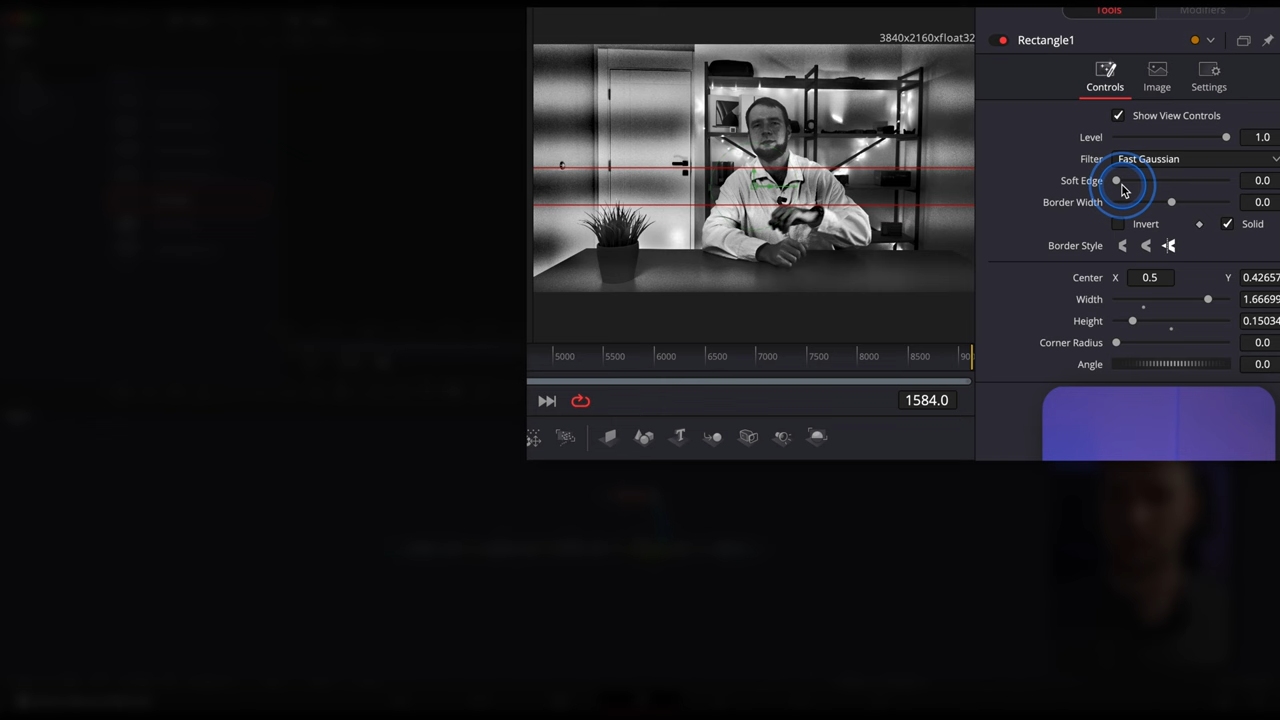 Tools Modifiers
3840x2160xfloat32
Rectangle1
Controls Image Settings
Show View Controls
Level 1.0
Filter Fast Gaussian
Soft Edge 0.0
Border Width 0.0
Invert Solid
Border Style
Center X 0.5 Y 0.42657
Width 1.66699
Height 0.15034
Corner Radius 0.0
Angle 0.0
5000 5500 6000 6500 7000 7500 8000 8500 90
1584.0
T